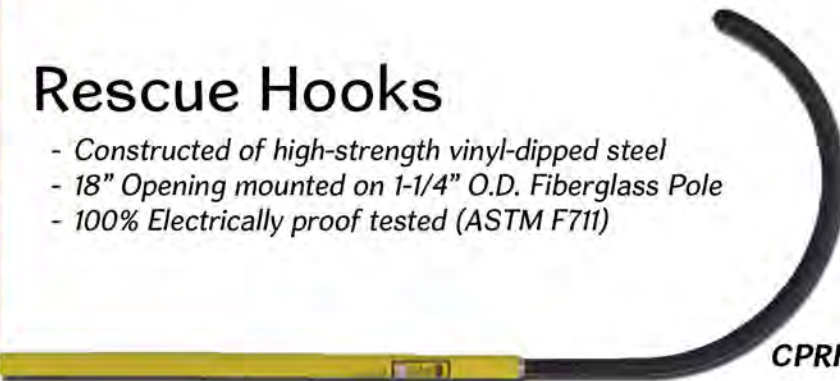 Rescue Hooks
- Constructed of high-strength vinyl-dipped steel
- 18" Opening mounted on 1-1/4" O.D. Fiberglass Pole
- 100% Electrically proof tested (ASTM F711)